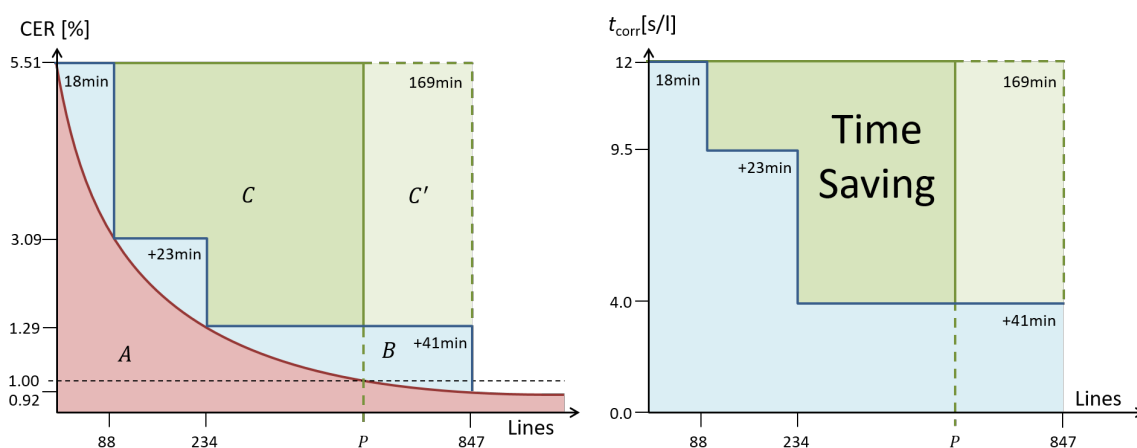 CER [%]
5.51
18min
169min
C
C′
3.09
+23min
1.29
A
B
+41min
1.00
0.92
Lines
88
234
P
847
t_corr[s/l]
12
18min
169min
Time
Saving
9.5
+23min
4.0
+41min
0.0
Lines
88
234
P
847